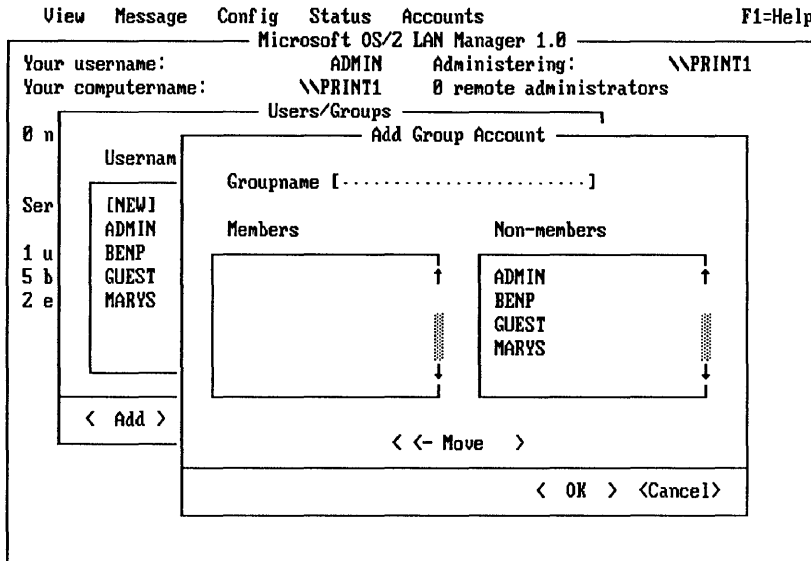 View Message Config Status Accounts F1=Help
Microsoft OS/2 LAN Manager 1.0
Your username: ADMIN Administering: \\PRINT1
Your computername: \\PRINT1 0 remote administrators
Users/Groups
0 n
Add Group Account
Usernam
Groupname [.........................]
Ser
[NEW]
ADMIN
BENP
GUEST
MARYS
1 u
5 b
2 e
Members Non-members
ADMIN
BENP
GUEST
MARYS
< Add >
< <- Move >
< OK > <Cancel>